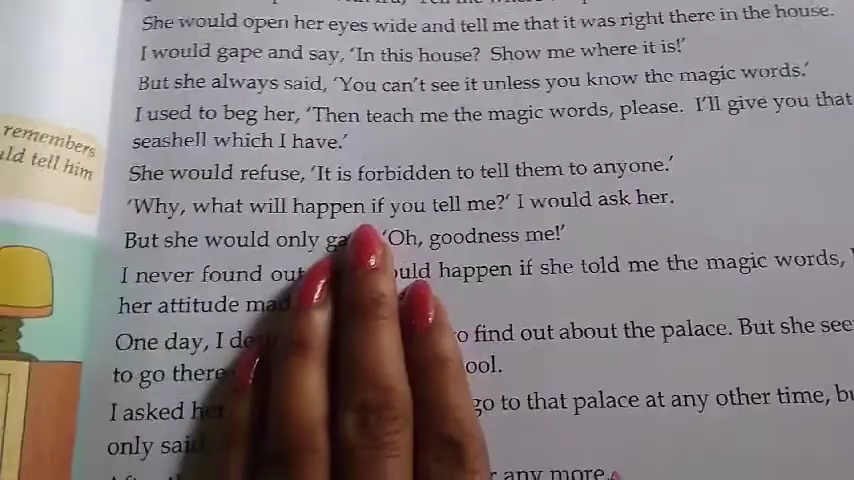 She would open her eyes wide and tell me that it was right there in the house.
I would gape and say, 'In this house? Show me where it is!'
But she always said, 'You can't see it unless you know the magic words.'
I used to beg her, 'Then teach me the magic words, please. I'll give you that
seashell which I have.'
remembers
tell him
She would refuse, 'It is forbidden to tell them to anyone.'
'Why, what will happen if you tell me?' I would ask her.
But she would only 'Oh, goodness me!'
I never found out happen if she told me the magic words,
her attitude
One day, I to find out about the palace. But she
to go there
I asked her go to that palace at any other time,
only said
any more.